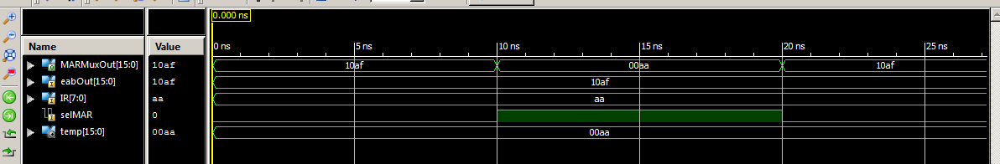 0.000 ns
Name Value
0 ns 5 ns 10 ns 15 ns 20 ns 25 ns
MARMuxOut[15:0] 10af 10af 00aa 10af
eabOut[15:0] 10af 10af
IR[7:0] aa aa
selMAR 0
temp[15:0] 00aa 00aa